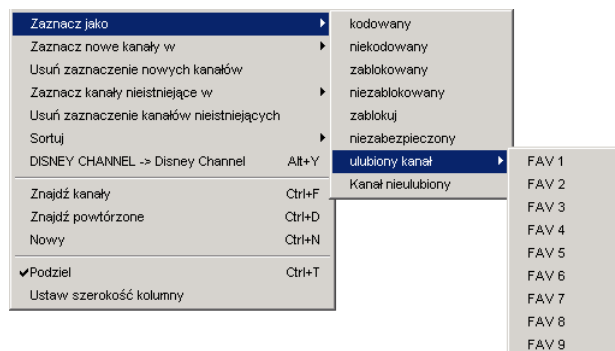 Zaznacz jako
Zaznacz nowe kanały w
Usuń zaznaczenie nowych kanałów
Zaznacz kanały nieistniejące w
Usuń zaznaczenie kanałów nieistniejących
Sortuj
DISNEY CHANNEL -> Disney Channel Alt+Y
Znajdź kanały Ctrl+F
Znajdź powtórzone Ctrl+D
Nowy Ctrl+N
✔Podziel Ctrl+T
Ustaw szerokość kolumny
kodowany
niekodowany
zablokowany
niezablokowany
zablokuj
niezabezpieczony
ulubiony kanał
Kanał nieulubiony
FAV 1
FAV 2
FAV 3
FAV 4
FAV 5
FAV 6
FAV 7
FAV 8
FAV 9